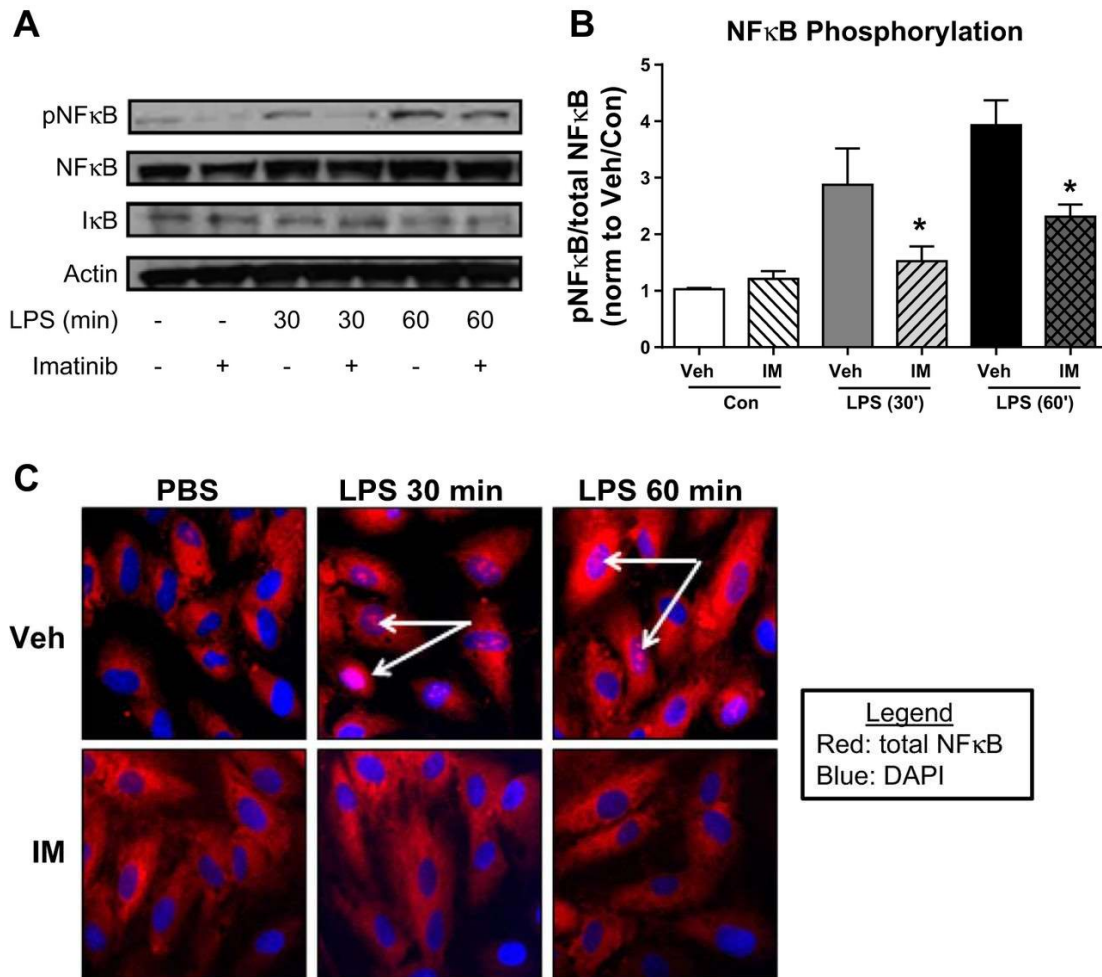 A
pNFκB
NFκB
IκB
Actin
LPS (min) - - 30 30 60 60
Imatinib - + - + - +
B
NFκB Phosphorylation
pNFκB/total NFκB
(norm to Veh/Con)
5
4
3
2
1
0
Veh IM Veh IM Veh IM
Con LPS (30') LPS (60')
*
*
C
PBS LPS 30 min LPS 60 min
Veh
IM
Legend
Red: total NFκB
Blue: DAPI